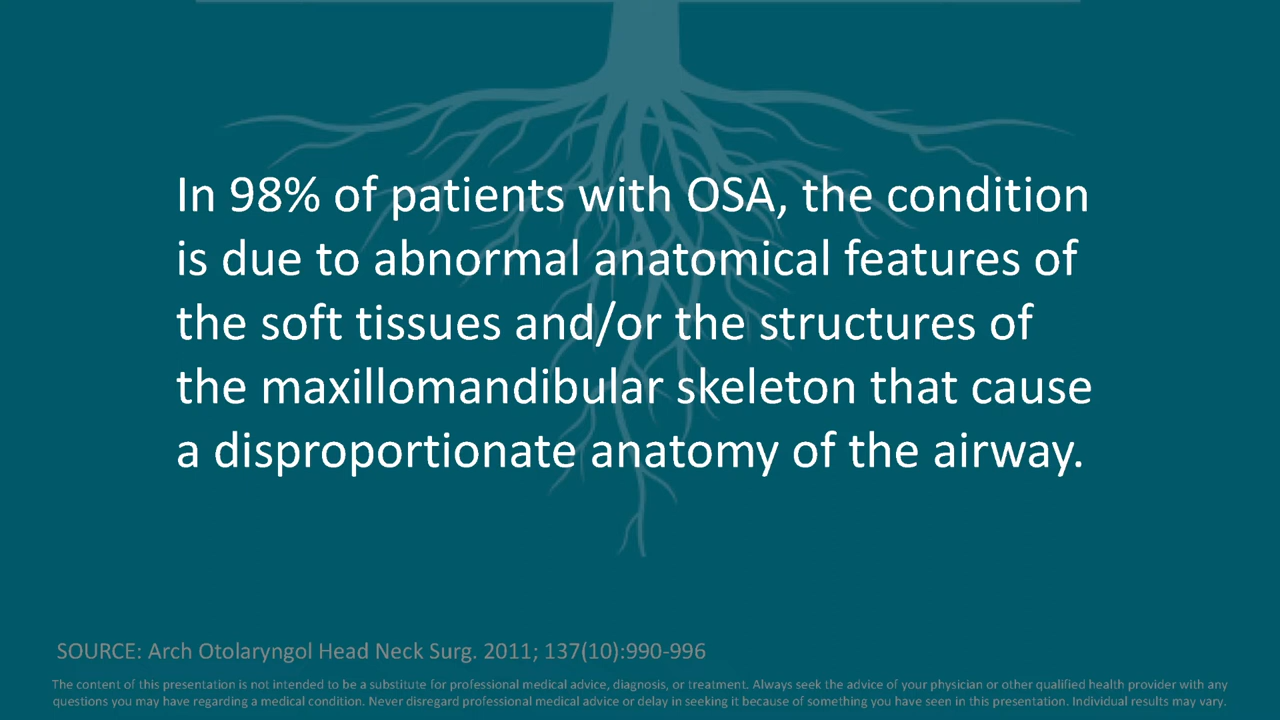 In 98% of patients with OSA, the condition
is due to abnormal anatomical features of
the soft tissues and/or the structures of
the maxillomandibular skeleton that cause
a disproportionate anatomy of the airway.
SOURCE: Arch Otolaryngol Head Neck Surg. 2011; 137(10):990-996
The content of this presentation is not intended to be a substitute for professional medical advice, diagnosis, or treatment. Always seek the advice of your physician or other qualified health provider with any
questions you may have regarding a medical condition. Never disregard professional medical advice or delay in seeking it because of something you have seen in this presentation. Individual results may vary.